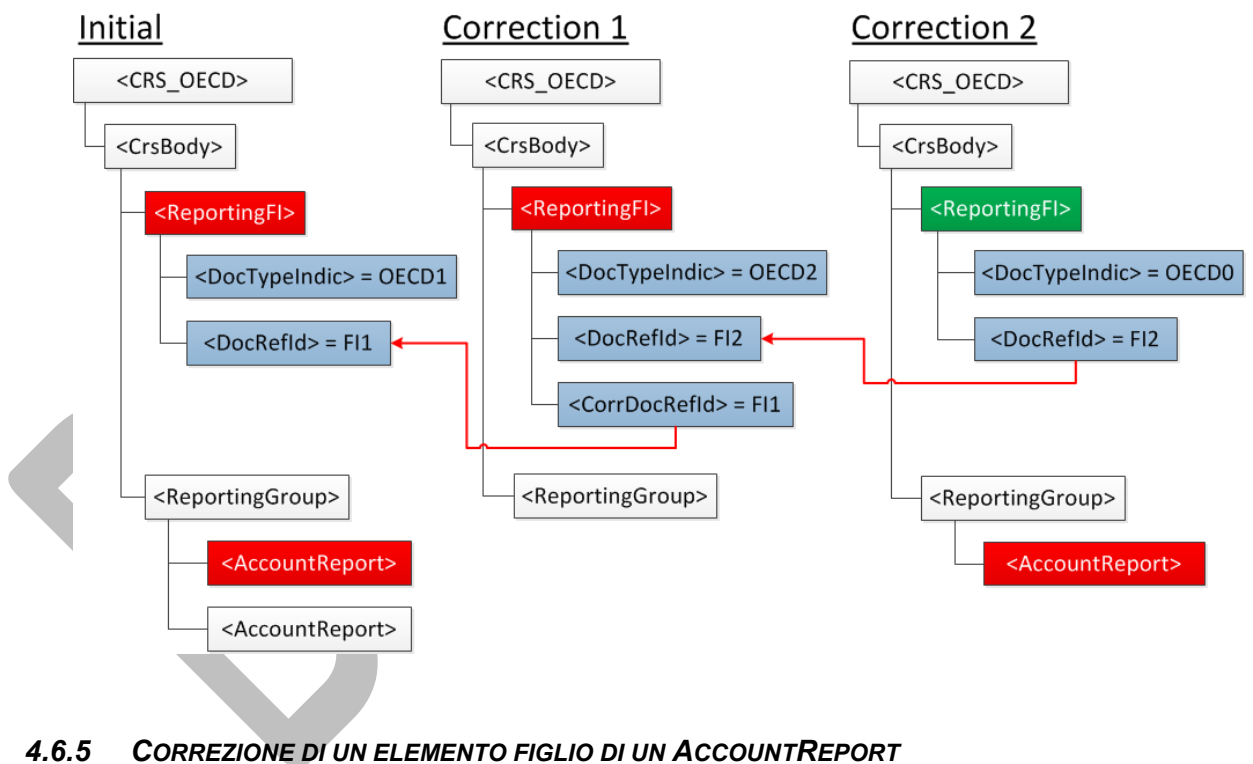 Initial
Correction 1
Correction 2
<CRS_OECD>
<CRS_OECD>
<CRS_OECD>
<CrsBody>
<CrsBody>
<CrsBody>
<ReportingFI>
<ReportingFI>
<ReportingFI>
<DocTypeIndic> = OECD1
<DocTypeIndic> = OECD2
<DocTypeIndic> = OECD0
<DocRefId> = FI1
<DocRefId> = FI2
<DocRefId> = FI2
<CorrDocRefId> = FI1
<ReportingGroup>
<ReportingGroup>
<ReportingGroup>
<AccountReport>
<AccountReport>
<AccountReport>
4.6.5 CORREZIONE DI UN ELEMENTO FIGLIO DI UN ACCOUNTREPORT